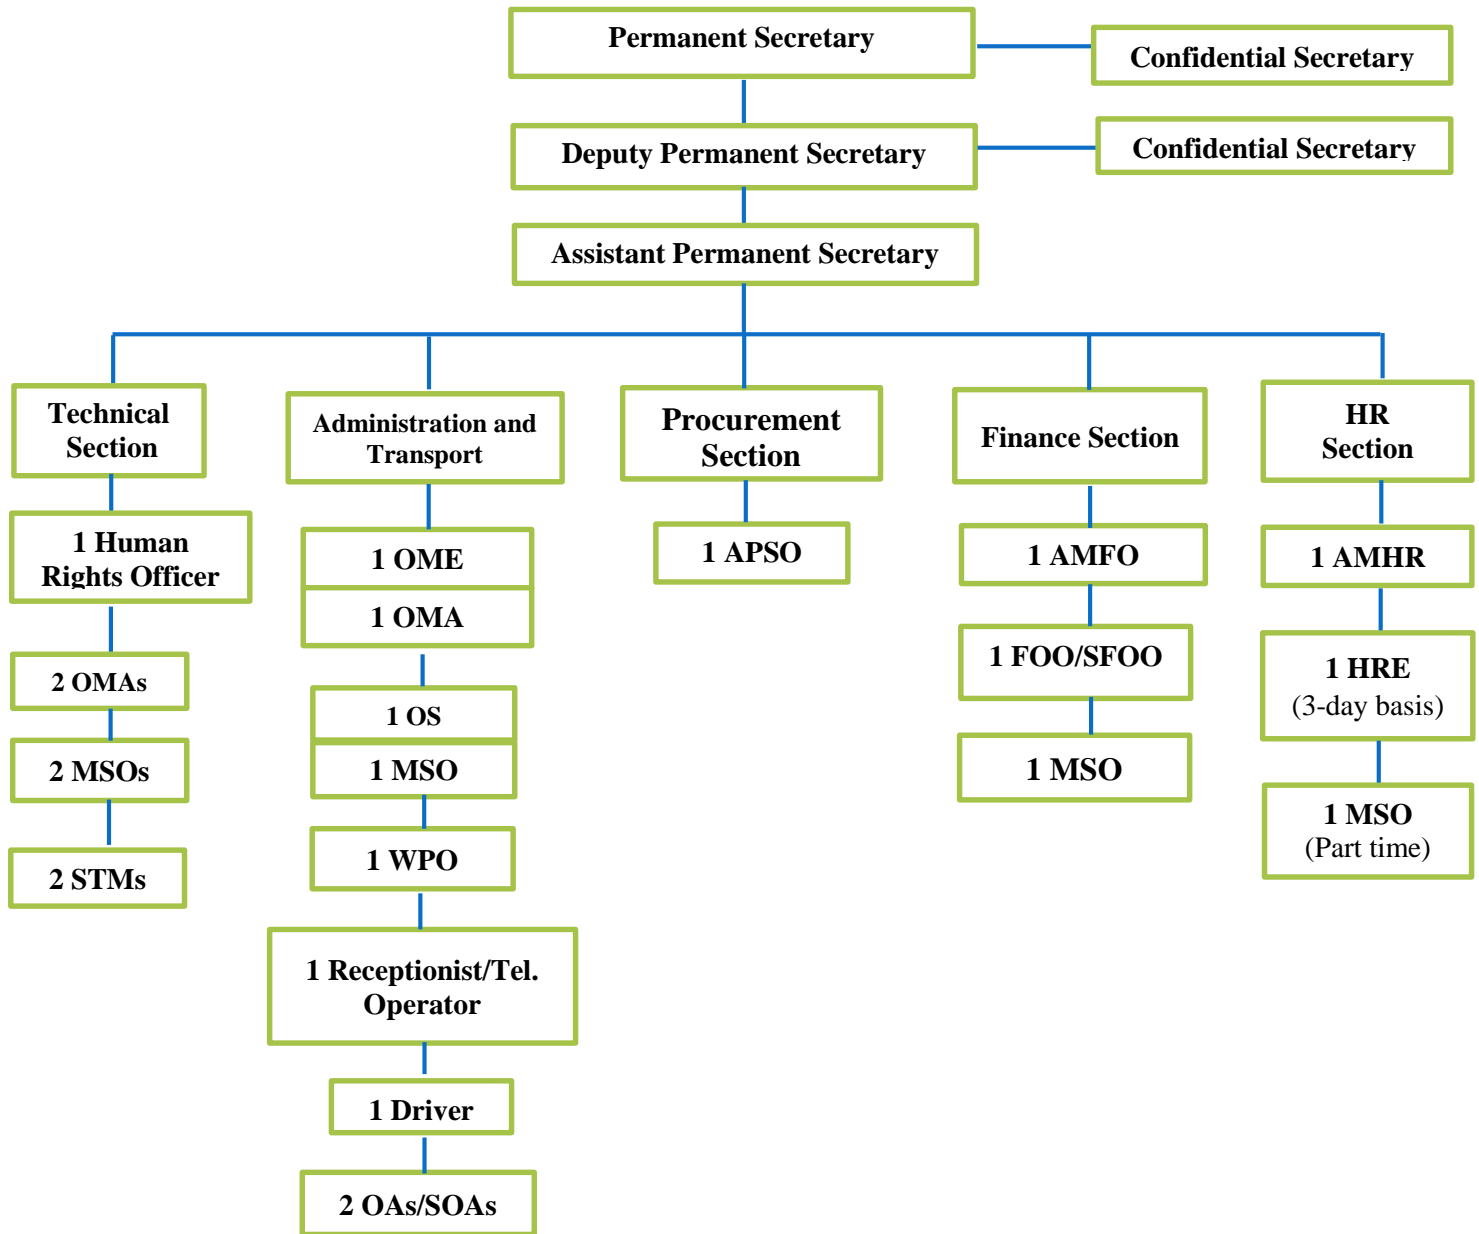 Permanent Secretary
Confidential Secretary
Deputy Permanent Secretary
Confidential Secretary
Assistant Permanent Secretary
Technical
Section
1 Human
Rights Officer
2 OMAs
2 MSOs
2 STMs
Administration and
Transport
1 OME
1 OMA
1 OS
1 MSO
1 WPO
1 Receptionist/Tel.
Operator
1 Driver
2 OAs/SOAs
Procurement
Section
1 APSO
Finance Section
1 AMFO
1 FOO/SFOO
1 MSO
HR
Section
1 AMHR
1 HRE
(3-day basis)
1 MSO
(Part time)